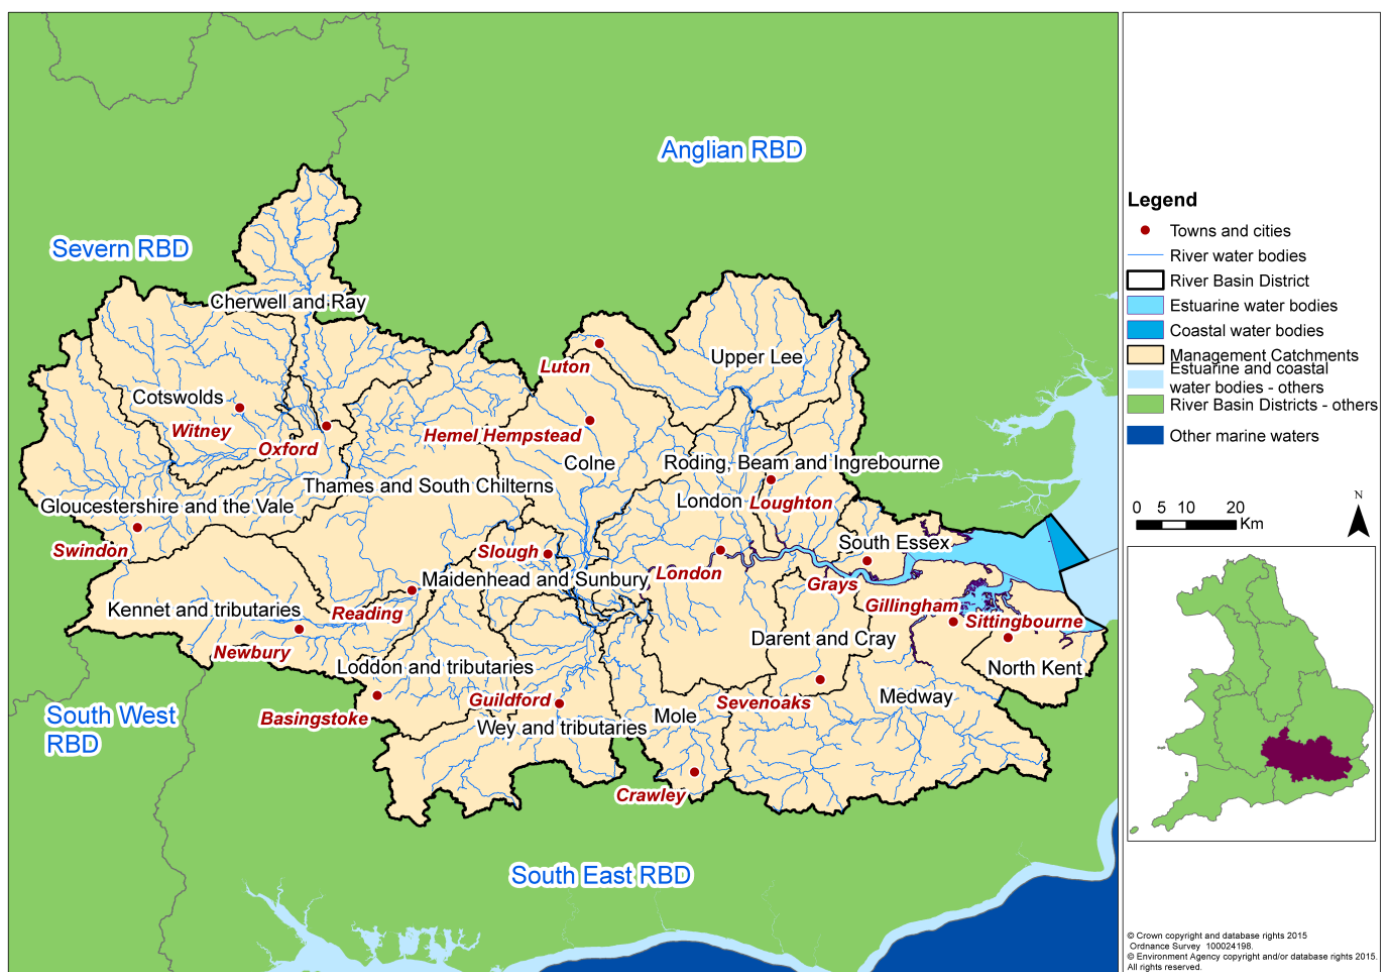 Anglian RBD
Severn RBD
Cherwell and Ray
Upper Lee
Luton
Cotswolds
Witney
Oxford
Hemel Hempstead
Colne
Roding, Beam and Ingrebourne
Thames and South Chilterns
London
Loughton
Gloucestershire and the Vale
Swindon
Slough
South Essex
Maidenhead and Sunbury
London
Grays
Kennet and tributaries
Reading
Gillingham
Sittingbourne
Newbury
Darent and Cray
Loddon and tributaries
North Kent
Basingstoke
Guildford
Sevenoaks
Medway
South West
RBD
Wey and tributaries
Mole
Crawley
South East RBD
Legend
Towns and cities
River water bodies
River Basin District
Estuarine water bodies
Coastal water bodies
Management Catchments
Estuarine and coastal
water bodies - others
River Basin Districts - others
Other marine waters
N
0 5 10 20
Km
© Crown copyright and database rights 2015
Ordnance Survey 100024198.
© Environment Agency copyright and/or database rights 2015.
All rights reserved.